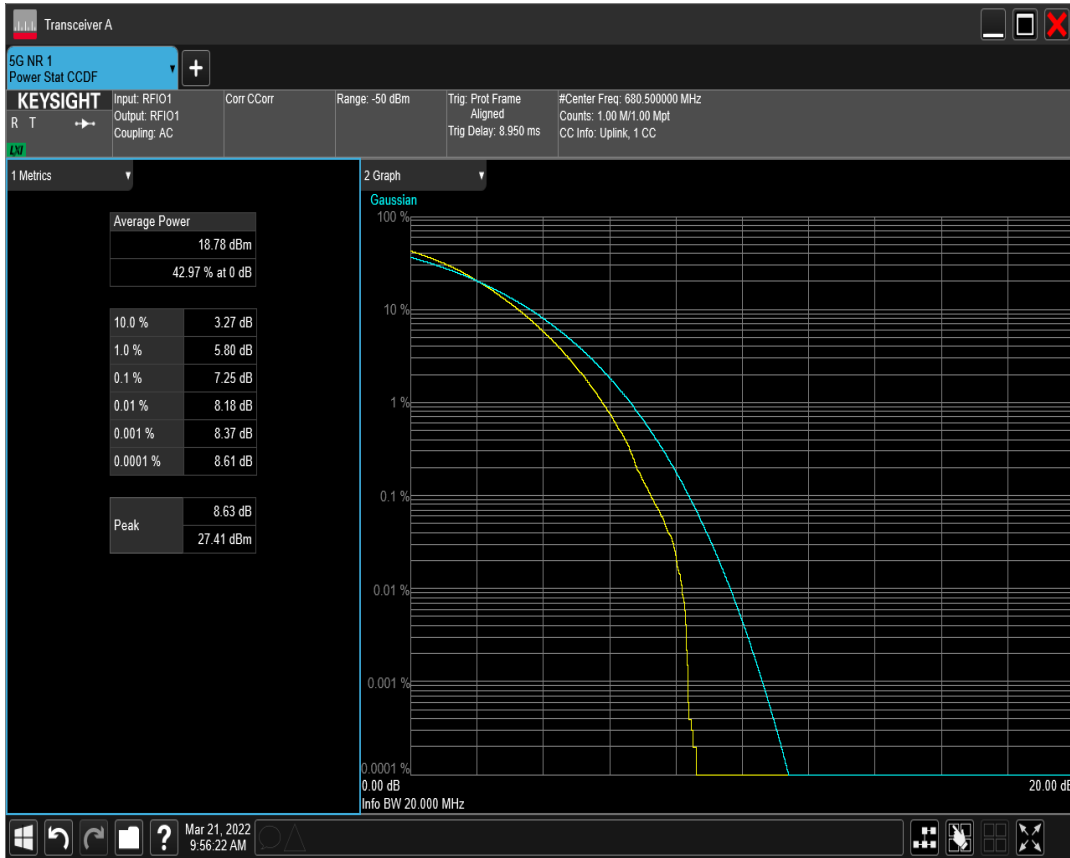 Transceiver A
5G NR 1
Power Stat CCDF
+
KEYSIGHT
R T
LXI
Input: RFIO1
Output: RFIO1
Coupling: AC
Corr CCorr
Range: -50 dBm
Trig: Prot Frame
Aligned
Trig Delay: 8.950 ms
#Center Freq: 680.500000 MHz
Counts: 1.00 M/1.00 Mpt
CC Info: Uplink, 1 CC
1 Metrics
Average Power
18.78 dBm
42.97 % at 0 dB
10.0 % 3.27 dB
1.0 % 5.80 dB
0.1 % 7.25 dB
0.01 % 8.18 dB
0.001 % 8.37 dB
0.0001 % 8.61 dB
Peak
8.63 dB
27.41 dBm
2 Graph
Gaussian
100 %
10 %
1 %
0.1 %
0.01 %
0.001 %
0.0001 %
0.00 dB 20.00 dB
Info BW 20.000 MHz
?
Mar 21, 2022
9:56:22 AM